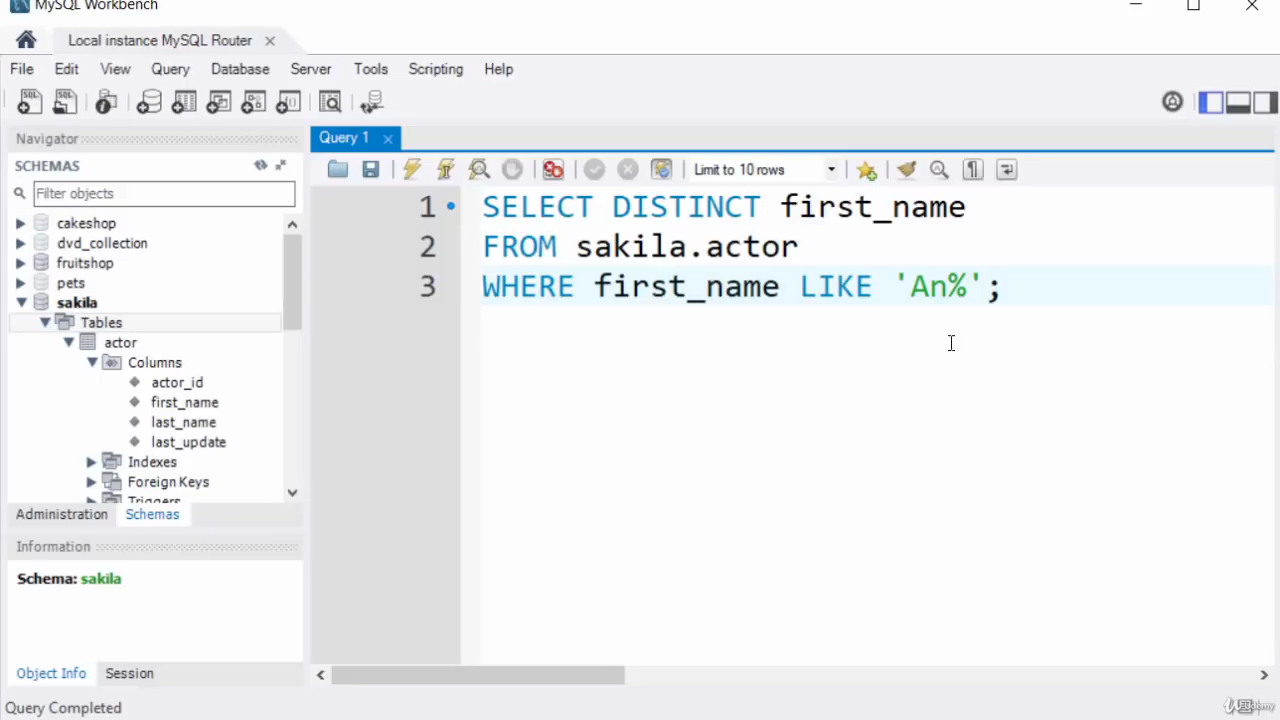 MySQL Workbench
Local instance MySQL Router
File Edit View Query Database Server Tools Scripting Help
Navigator
SCHEMAS
Filter objects
cakeshop
dvd_collection
fruitshop
pets
sakila
Tables
actor
Columns
actor_id
first_name
last_name
last_update
Indexes
Foreign Keys
Triggers
Administration Schemas
Information
Schema: sakila
Object Info Session
Query Completed
Query 1
Limit to 10 rows
1 SELECT DISTINCT first_name
2 FROM sakila.actor
3 WHERE first_name LIKE 'An%';